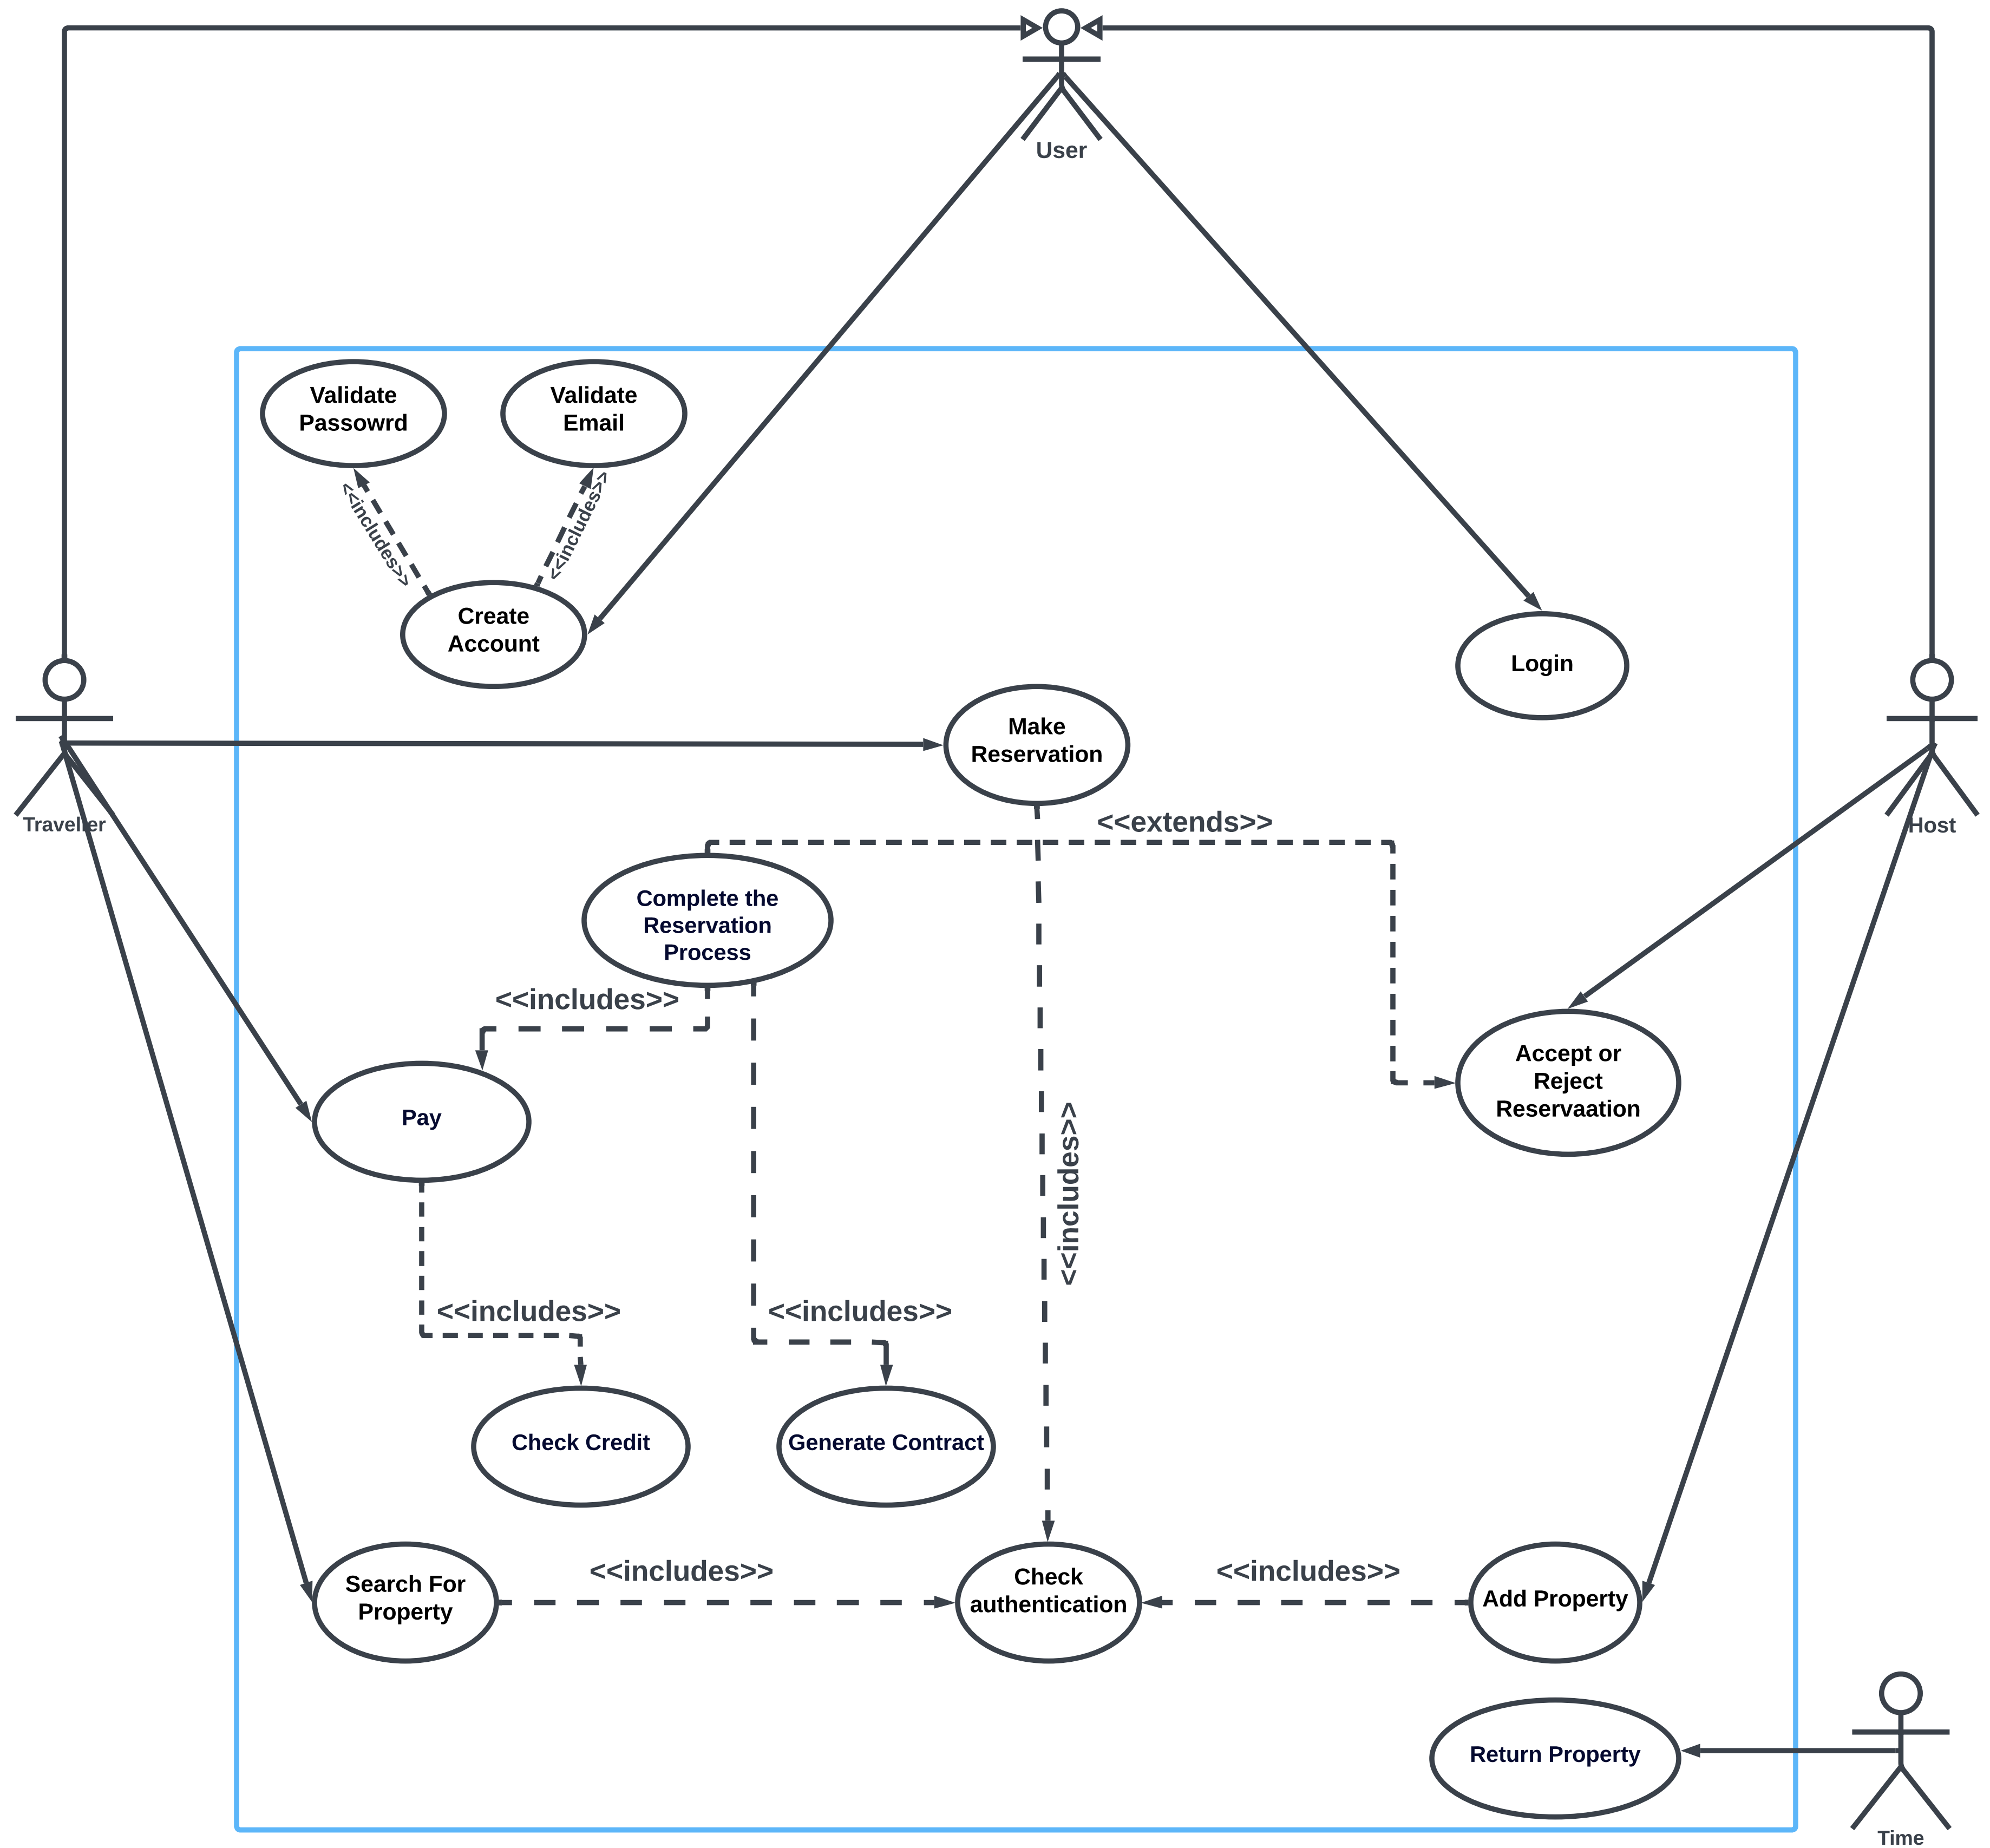 User
Validate
Passowrd
Validate
Email
<<includes>>
<<includes>>
Create
Account
Login
Make
Reservation
Traveller
Host
<<extends>>
Complete the
Reservation
Process
<<includes>>
Accept or
Reject
Reservaation
Pay
<<includes>>
<<includes>>
<<includes>>
Check Credit
Generate Contract
<<includes>>
<<includes>>
Search For
Property
Check
authentication
Add Property
Return Property
Time